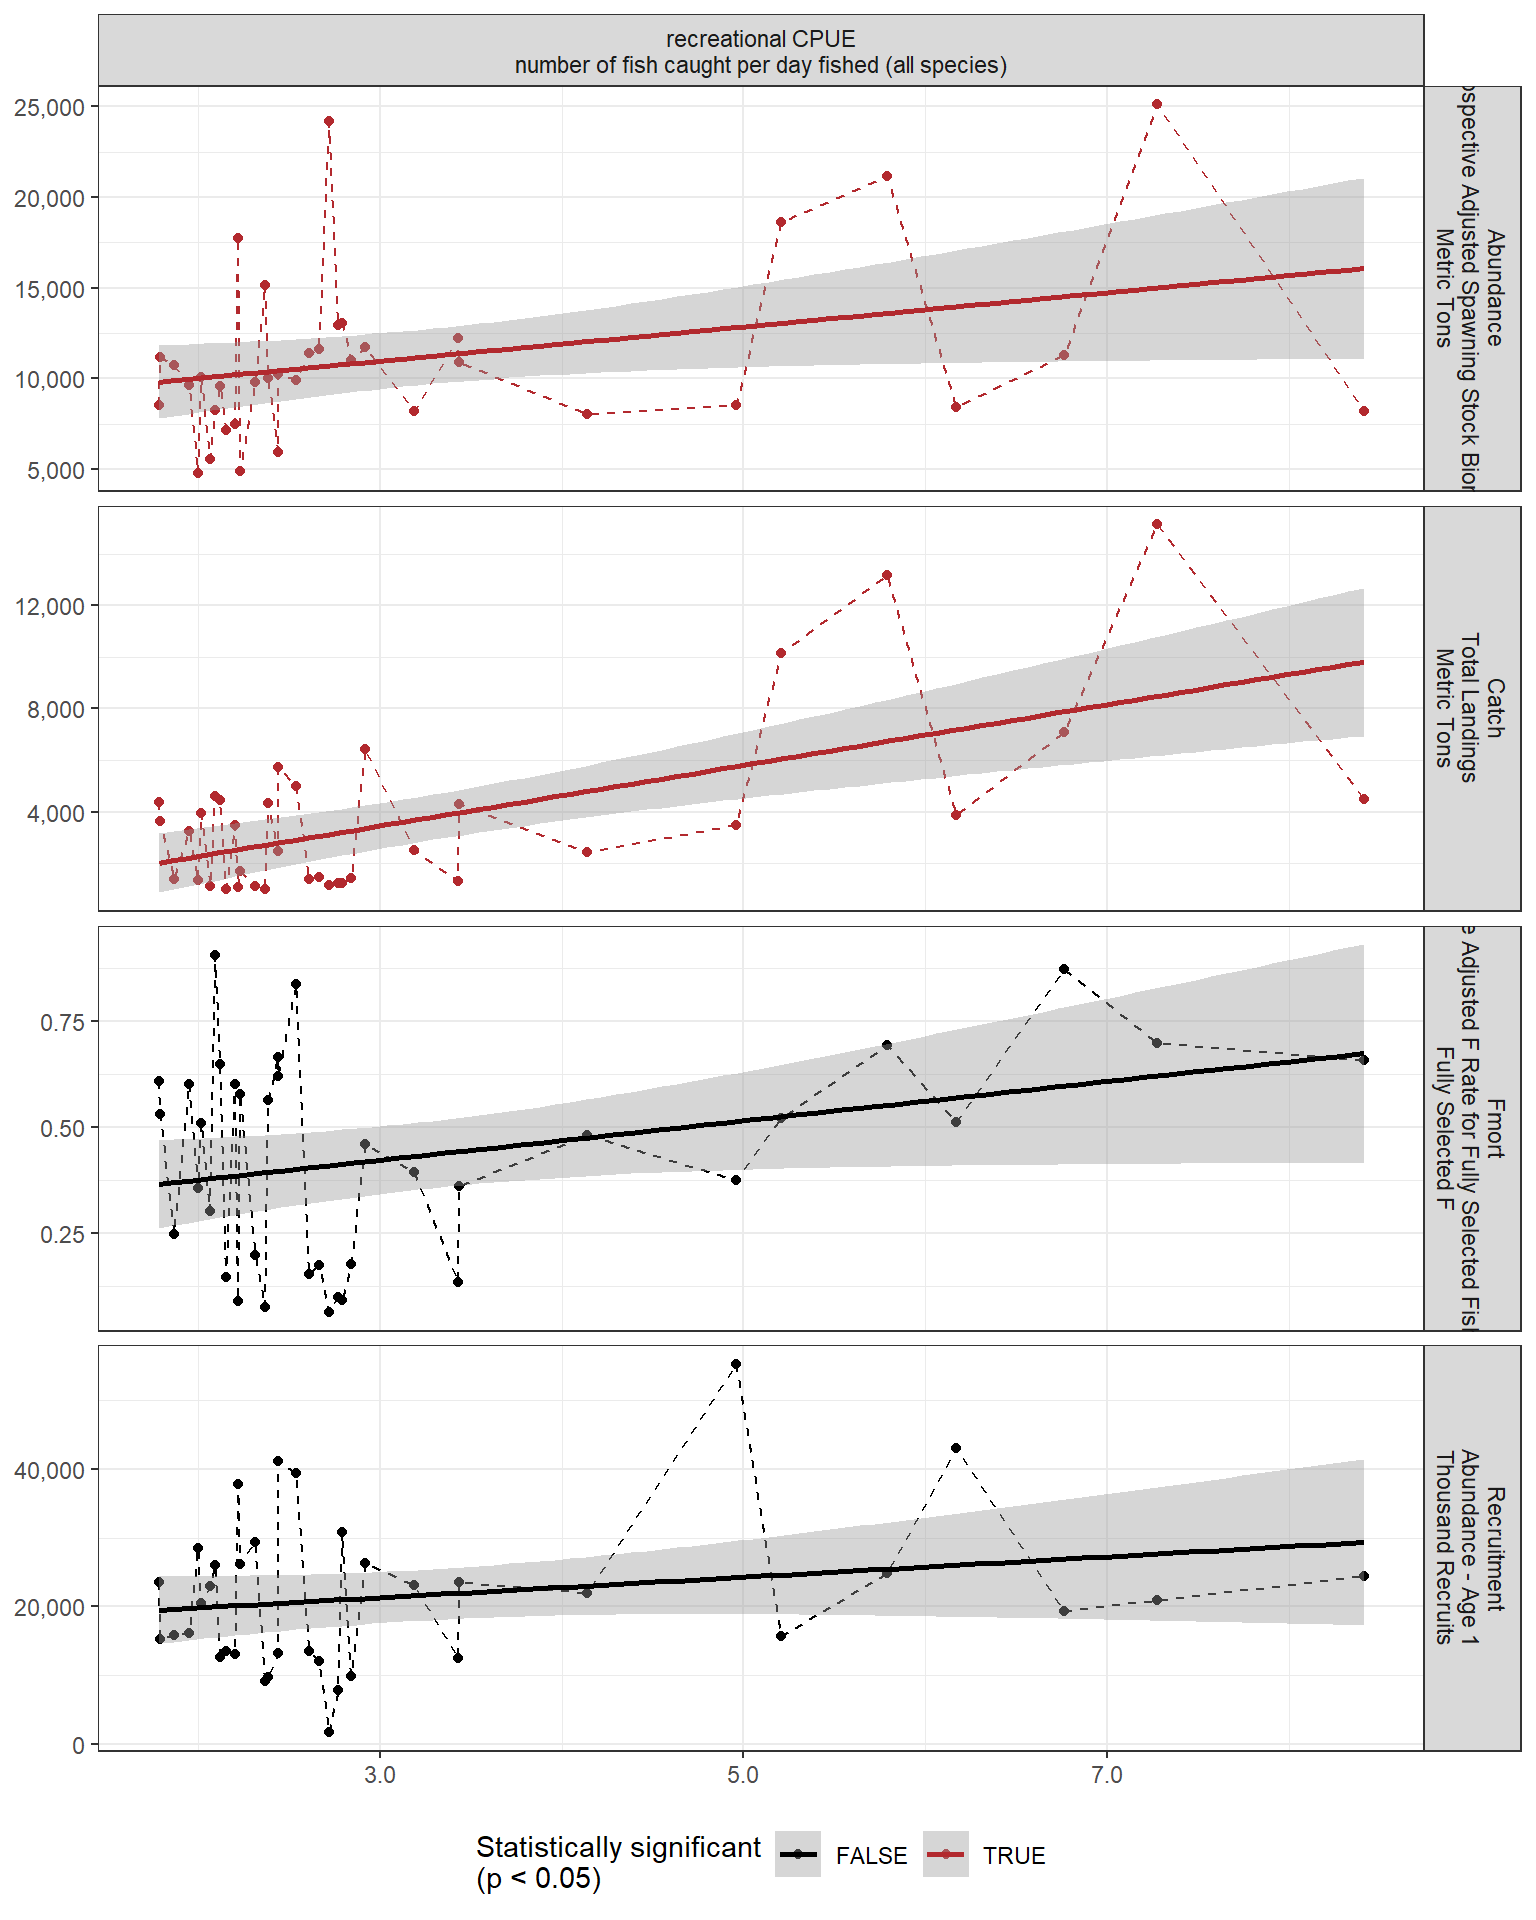 recreational CPUE
number of fish caught per day fished (all species)
25,000
20,000
15,000
10,000
5,000
Abundance
Adjusted Spawning Stock
Metric Tons
12,000
8,000
4,000
Catch
Total Landings
Metric Tons
0.75
0.50
0.25
Fmort
Adjusted F Rate for Fully Selected
Fully Selected F
40,000
20,000
0
Recruitment
Abundance - Age 1
Thousand Recruits
3.0
5.0
7.0
Statistically significant
(p < 0.05)
FALSE
TRUE